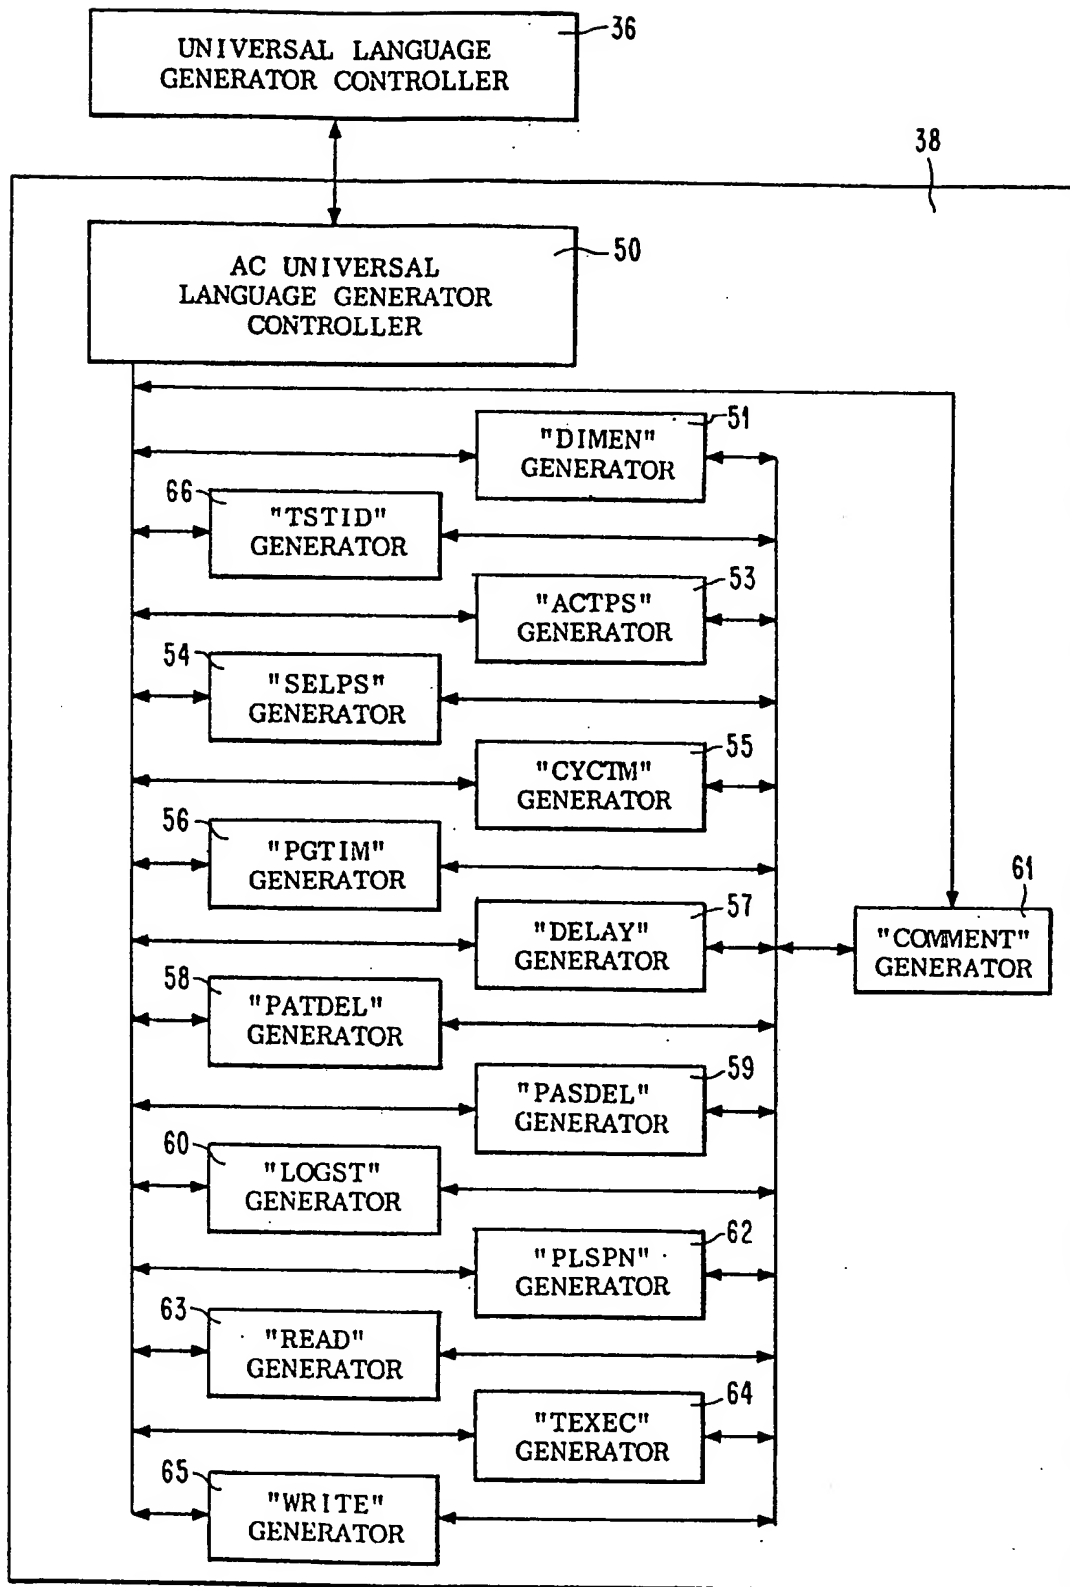 36
UNIVERSAL LANGUAGE
GENERATOR CONTROLLER
38
50
AC UNIVERSAL
LANGUAGE GENERATOR
CONTROLLER
51
"DIMEN"
GENERATOR
66
"TSTID"
GENERATOR
53
"ACTPS"
GENERATOR
54
"SELPS"
GENERATOR
55
"CYCTM"
GENERATOR
56
"PGTIM"
GENERATOR
57
"DELAY"
GENERATOR
61
"COMMENT"
GENERATOR
58
"PATDEL"
GENERATOR
59
"PASDEL"
GENERATOR
60
"LOGST"
GENERATOR
62
"PLSPN"
GENERATOR
63
"READ"
GENERATOR
64
"TEXEC"
GENERATOR
65
"WRITE"
GENERATOR